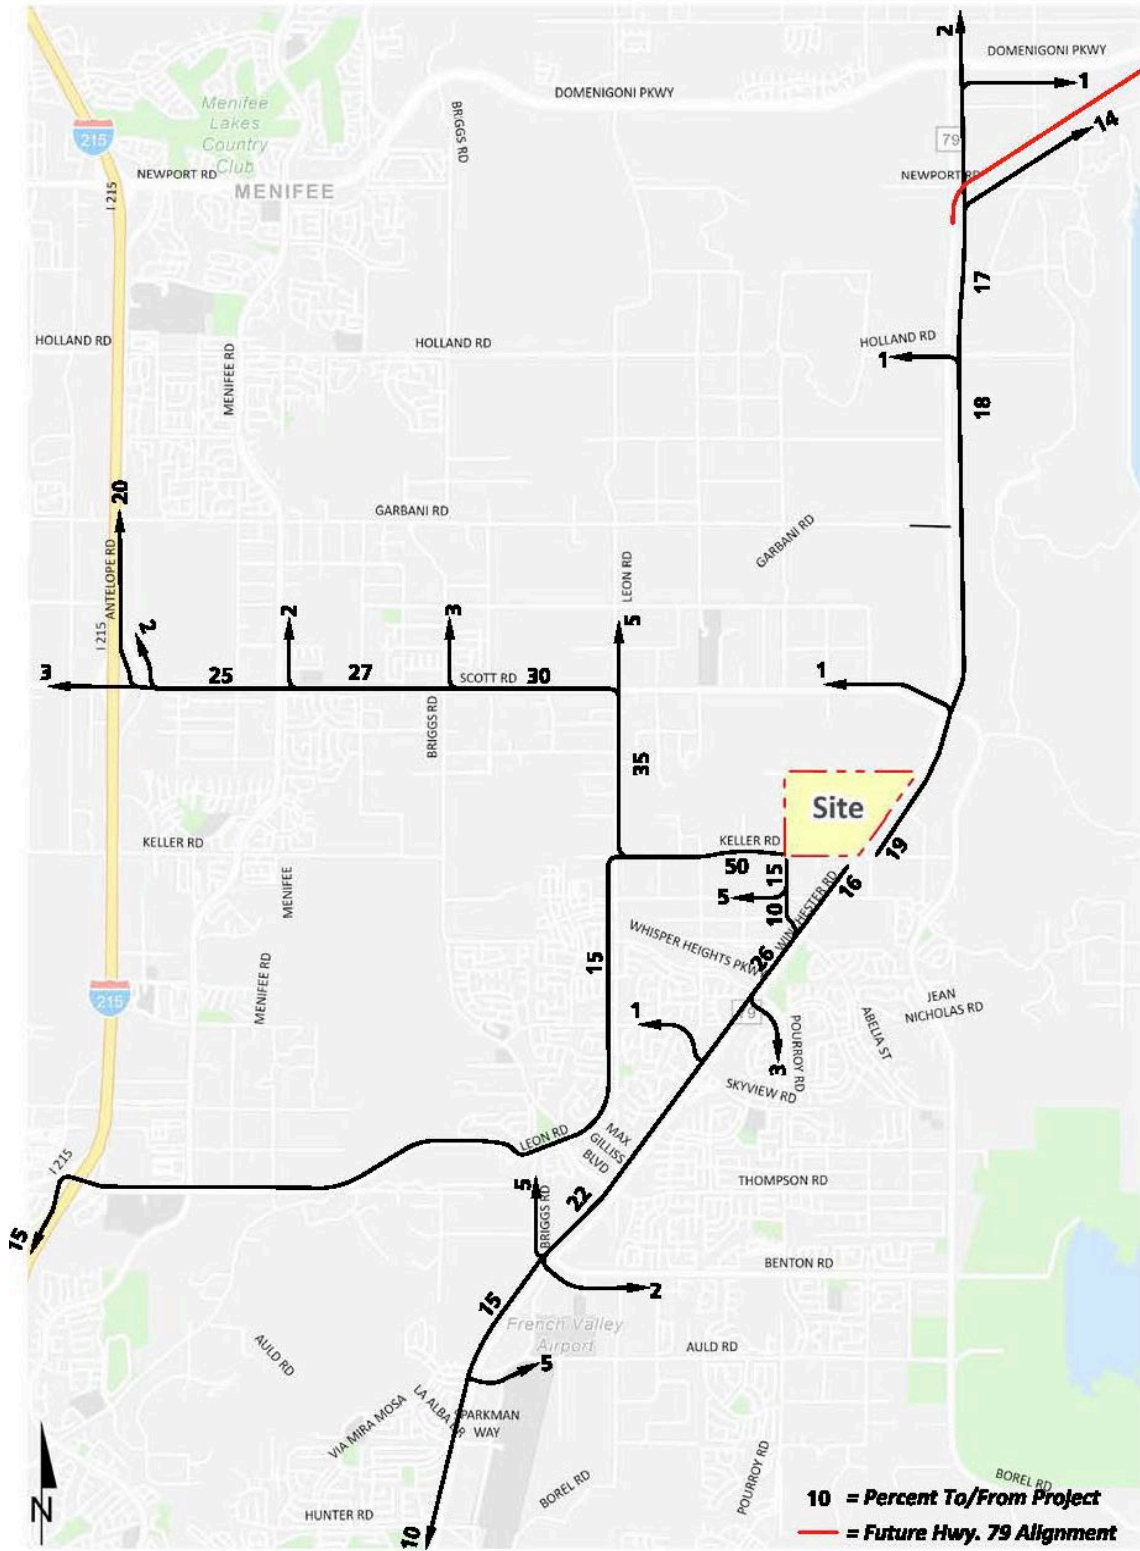 2
DOMENIGONI PKWY
1
DOMENIGONI PKWY
Menifee
Lakes
Country
Club
BRIGGS RD
14
215
79
NEWPORT RD
NEWPORT RD
MENIFEE
I 215
17
HOLLAND RD
HOLLAND RD
HOLLAND RD
1
MENIFEE RD
18
20
GARBANI RD
GARBANI RD
ANTELOPE RD
LEON RD
I 215
2
2
3
5
3
25
27
SCOTT RD
30
1
BRIGGS RD
35
Site
KELLER RD
KELLER RD
19
50
15
16
5
10
MENIFEE
WINCHESTER RD
WHISPER HEIGHTS PKWY
26
15
MENIFEE RD
215
JEAN
NICHOLAS RD
79
1
ABELIA ST
POURROY RD
3
SKYVIEW RD
MAX
GILLISS
BLVD
LEON RD
I 215
5
22
BRIGGS RD
THOMPSON RD
15
BENTON RD
2
15
French Valley
Airport
AULD RD
AULD RD
5
LA ALBA DR
VIA MIRA MOSA
SPARKMAN
WAY
POURROY RD
BOREL RD
BOREL RD
HUNTER RD
10
N
10 = Percent To/From Project
= Future Hwy. 79 Alignment